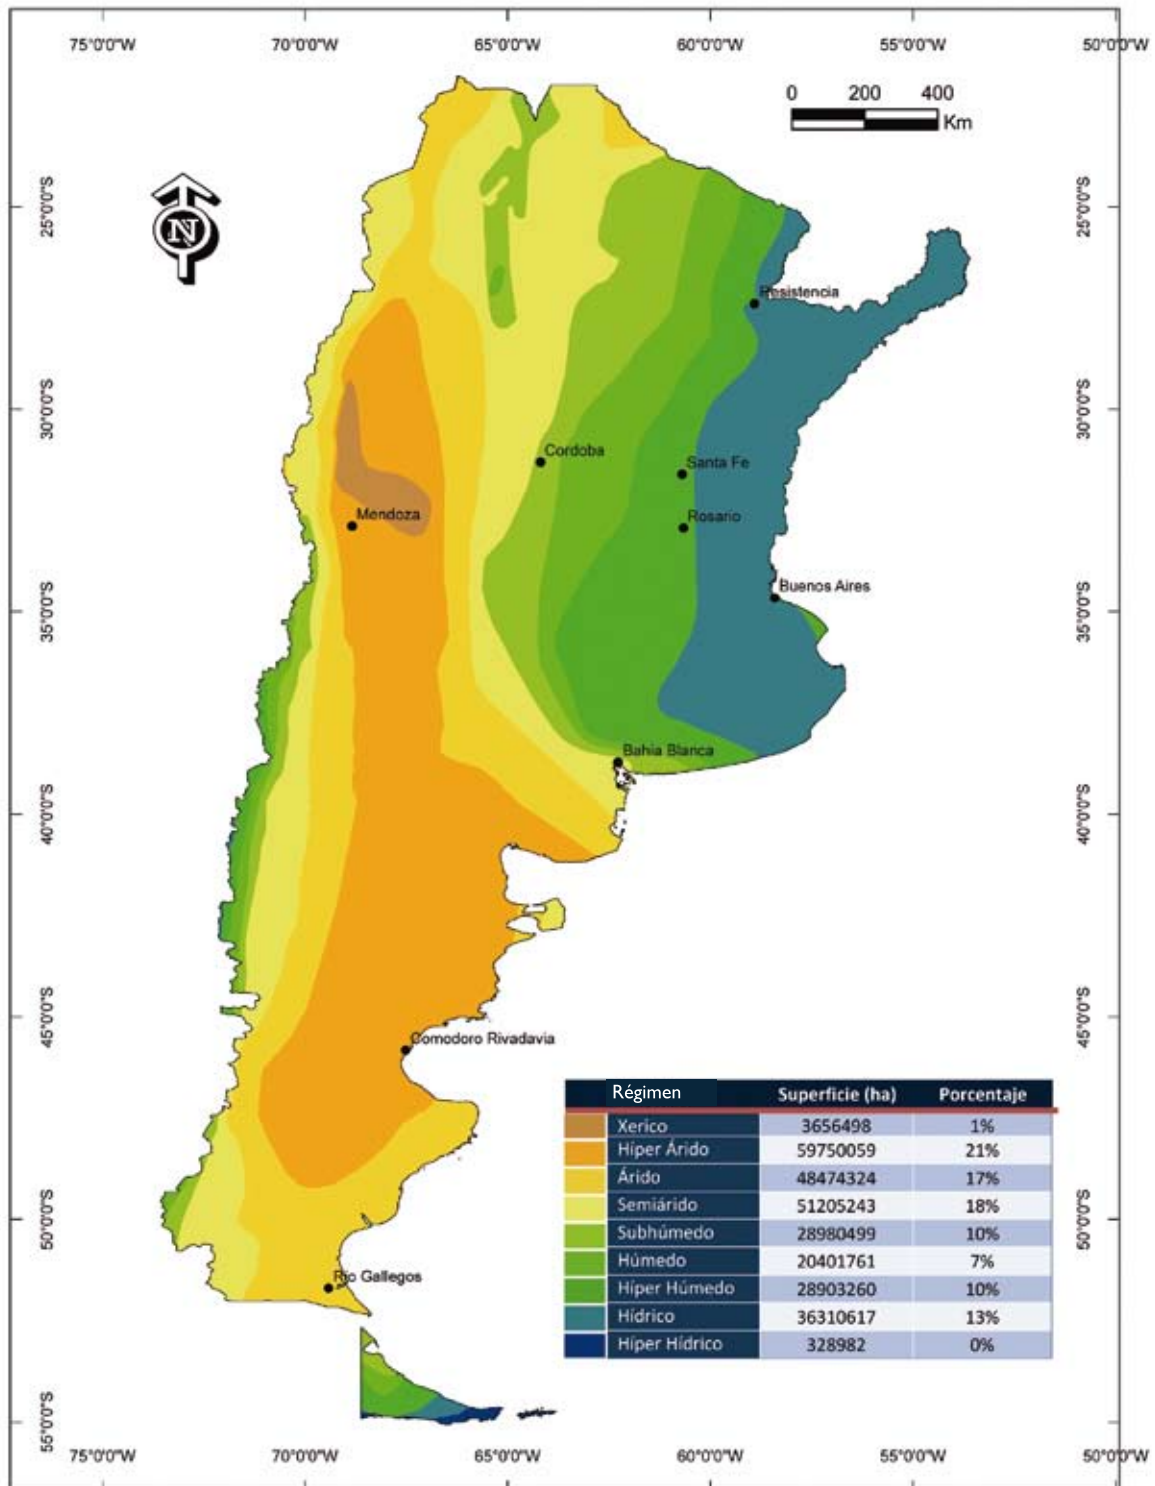 75°0'0"W 70°0'0"W 65°0'0"W 60°0'0"W 55°0'0"W 50°0'0"W
0 200 400
Km
N
25°0'0"S 25°0'0"S
Resistencia
30°0'0"S 30°0'0"S
Cordoba
Santa Fe
Mendoza
Rosario
Buenos Aires
35°0'0"S 35°0'0"S
Bahia Blanca
40°0'0"S 40°0'0"S
45°0'0"S 45°0'0"S
Comodoro Rivadavia
Régimen Superficie (ha) Porcentaje
Xerico 3656498 1%
Híper Árido 59750059 21%
Árido 48474324 17%
Semiárido 51205243 18%
Subhúmedo 28980499 10%
Húmedo 20401761 7%
Híper Húmedo 28903260 10%
Hídrico 36310617 13%
Híper Hídrico 328982 0%
50°0'0"S 50°0'0"S
Río Gallegos
55°0'0"S 55°0'0"S
75°0'0"W 70°0'0"W 65°0'0"W 60°0'0"W 55°0'0"W 50°0'0"W